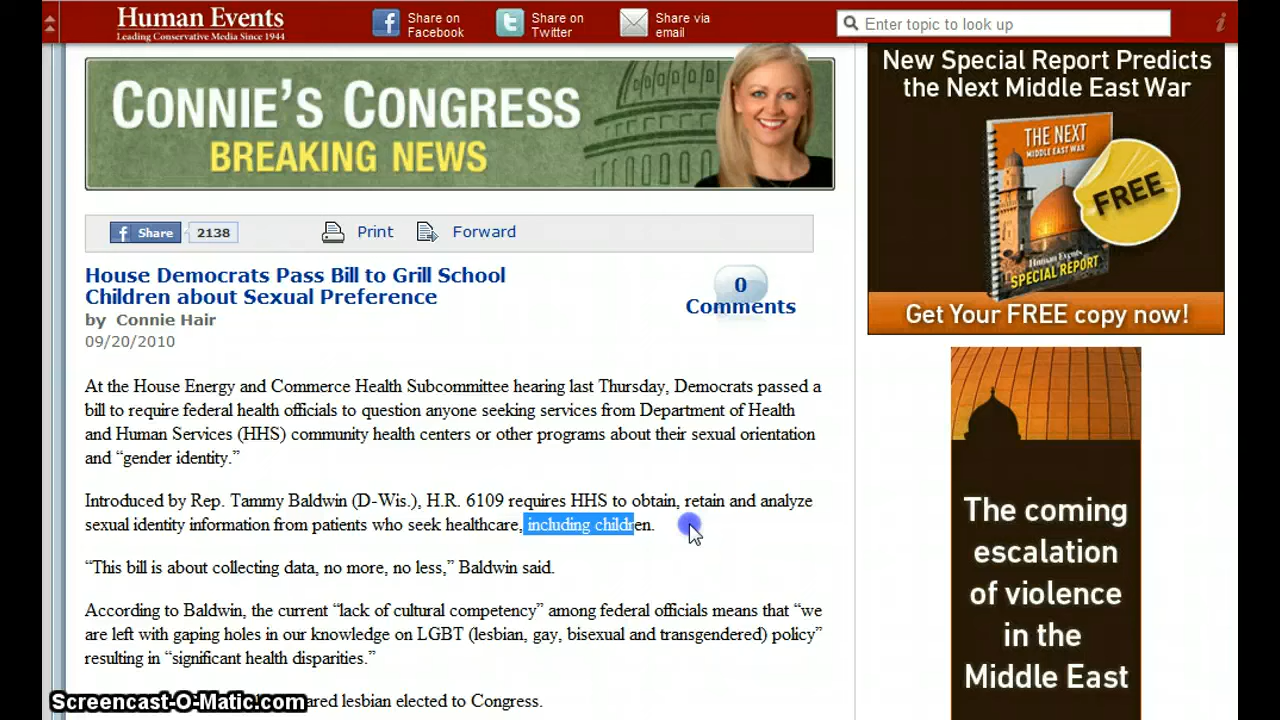 Human Events
Leading Conservative Media Since 1944
Share on
Facebook
Share on
Twitter
Share via
email
Enter topic to look up
i
CONNIE'S CONGRESS
BREAKING NEWS
f Share
2138
Print
Forward
House Democrats Pass Bill to Grill School
Children about Sexual Preference
by Connie Hair
09/20/2010
0
Comments
At the House Energy and Commerce Health Subcommittee hearing last Thursday, Democrats passed a
bill to require federal health officials to question anyone seeking services from Department of Health
and Human Services (HHS) community health centers or other programs about their sexual orientation
and “gender identity.”
Introduced by Rep. Tammy Baldwin (D-Wis.), H.R. 6109 requires HHS to obtain, retain and analyze
sexual identity information from patients who seek healthcare, including children.
“This bill is about collecting data, no more, no less,” Baldwin said.
According to Baldwin, the current “lack of cultural competency” among federal officials means that “we
are left with gaping holes in our knowledge on LGBT (lesbian, gay, bisexual and transgendered) policy”
resulting in “significant health disparities.”
lesbian elected to Congress.
Screencast-O-Matic.com
New Special Report Predicts
the Next Middle East War
THE NEXT
MIDDLE EAST WAR
FREE
Human Events
SPECIAL REPORT
Get Your FREE copy now!
The coming
escalation
of violence
in the
Middle East